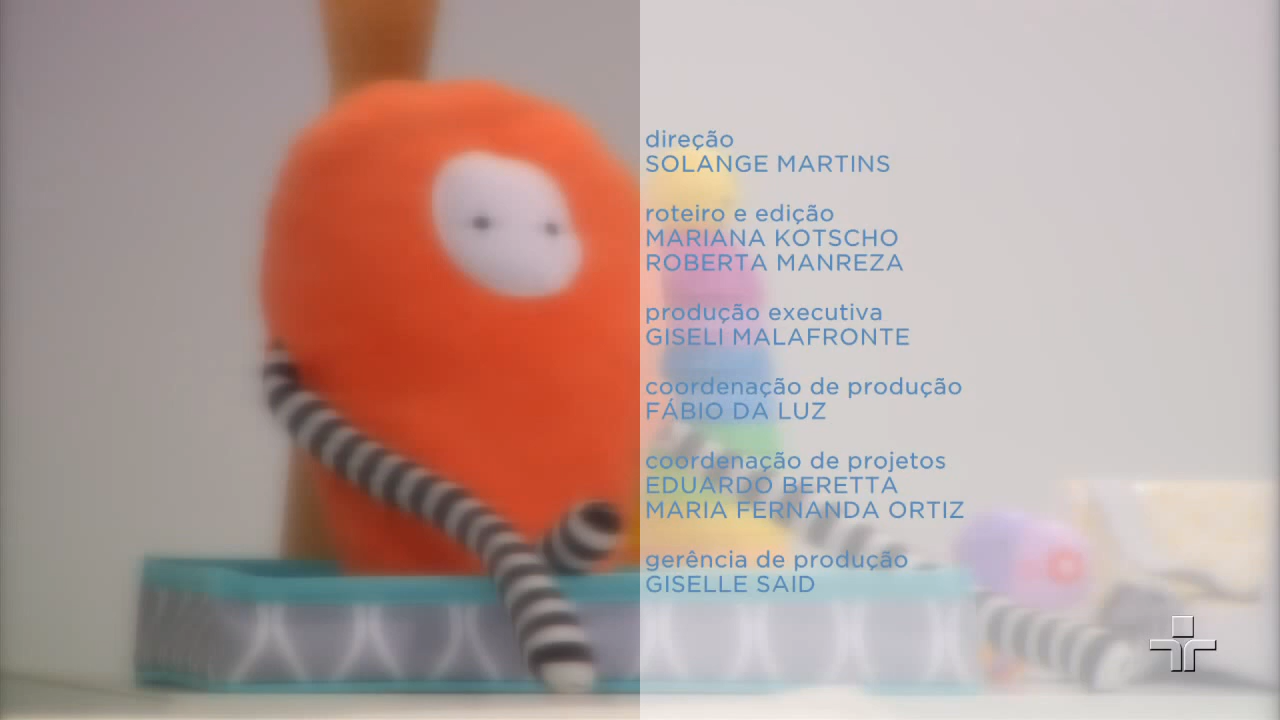 direção
SOLANGE MARTINS
roteiro e edição
MARIANA KOTSCHO
ROBERTA MANREZA
produção executiva
GISELI MALAFRONTE
coordenação de produção
FÁBIO DA LUZ
coordenação de projetos
EDUARDO BERETTA
MARIA FERNANDA ORTIZ
gerência de produção
GISELLE SAID